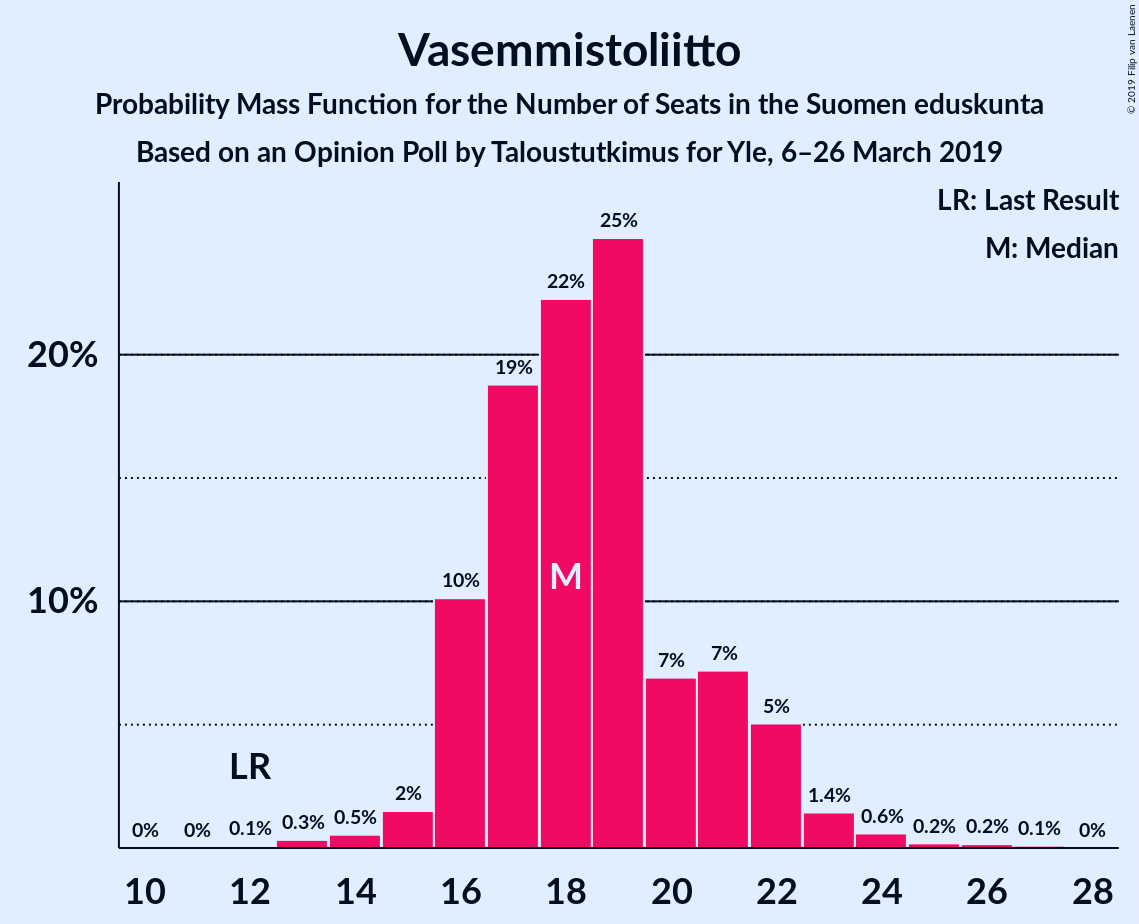 Vasemmistoliitto
Probability Mass Function for the Number of Seats in the Suomen eduskunta
Based on an Opinion Poll by Taloustutkimus for Yle, 6–26 March 2019
© 2019 Filip van Laenen
LR: Last Result
M: Median
20%
10%
0%
0%
0.1%
0.3%
0.5%
2%
10%
19%
22%
25%
7%
7%
5%
1.4%
0.6%
0.2%
0.2%
0.1%
0%
LR
M
10 12 14 16 18 20 22 24 26 28